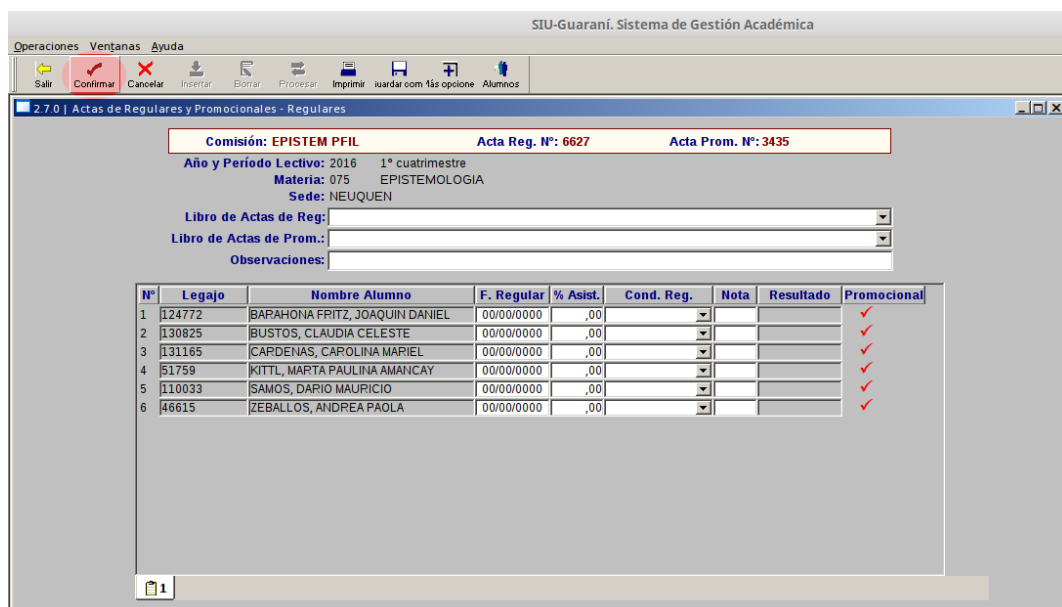 SIU-Guaraní. Sistema de Gestión Académica
Operaciones Ventanas Ayuda
Salir Confirmar Cancelar Insertar Borrar Procesar Imprimir iuardar com 1ás opcione Alumnos
2.7.0 | Actas de Regulares y Promocionales - Regulares
Comisión: EPISTEM PFIL Acta Reg. N°: 6627 Acta Prom. N°: 3435
Año y Período Lectivo: 2016 1° cuatrimestre
Materia: 075 EPISTEMOLOGIA
Sede: NEUQUEN
Libro de Actas de Reg:
Libro de Actas de Prom.:
Observaciones:
N° Legajo Nombre Alumno F. Regular % Asist. Cond. Reg. Nota Resultado Promocional
1 124772 BARAHONA FRITZ, JOAQUIN DANIEL 00/00/0000 ,00
2 130825 BUSTOS, CLAUDIA CELESTE 00/00/0000 ,00
3 131165 CARDENAS, CAROLINA MARIEL 00/00/0000 ,00
4 51759 KITTL, MARTA PAULINA AMANCAY 00/00/0000 ,00
5 110033 SAMOS, DARIO MAURICIO 00/00/0000 ,00
6 46615 ZEBALLOS, ANDREA PAOLA 00/00/0000 ,00
1